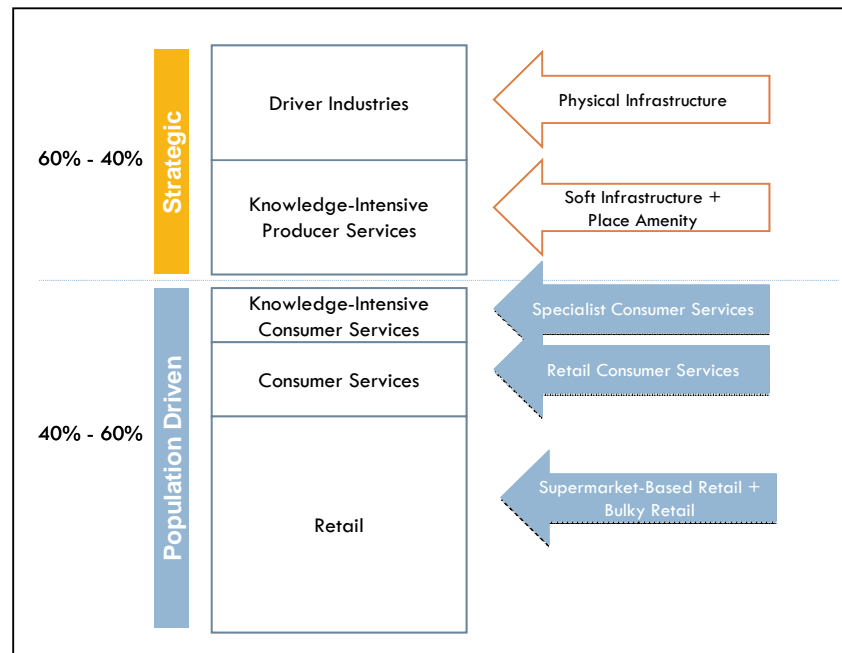 Strategic
60% - 40%
Driver Industries
Physical Infrastructure
Knowledge-Intensive
Producer Services
Soft Infrastructure +
Place Amenity
Population Driven
40% - 60%
Knowledge-Intensive
Consumer Services
Specialist Consumer Services
Consumer Services
Retail Consumer Services
Retail
Supermarket-Based Retail +
Bulky Retail